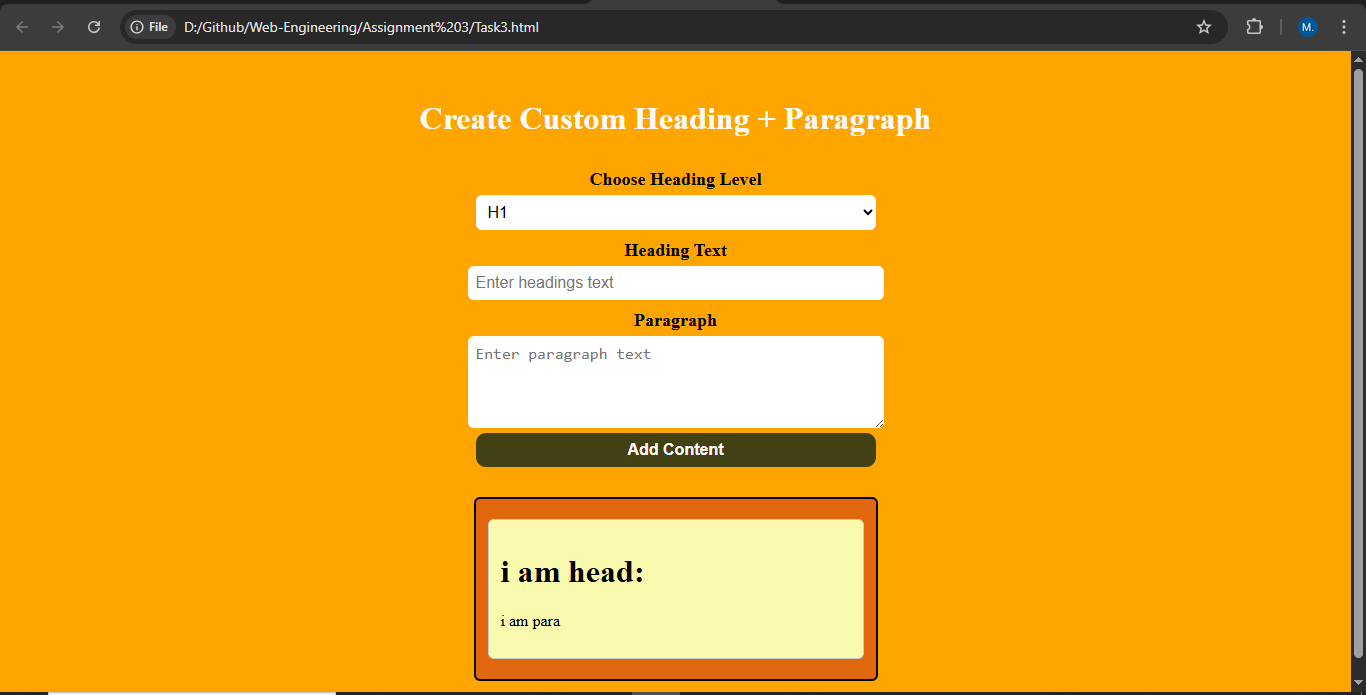 File D:/Github/Web-Engineering/Assignment%203/Task3.html M.
Create Custom Heading + Paragraph
Choose Heading Level
H1
Heading Text
Enter headings text
Paragraph
Enter paragraph text
Add Content
i am head:
i am para